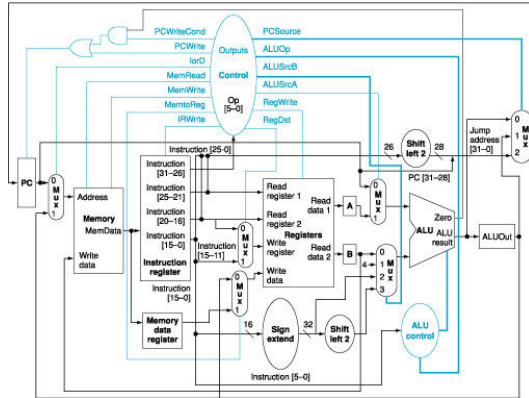 PCWriteCond
PCWrite
IorD
MemRead
MemWrite
MemtoReg
IRWrite
Outputs
Control
Op
[5–0]
PCSource
ALUOp
ALUSrcB
ALUSrcA
RegWrite
RegDst
Instruction [25-0]
26
Shift
left 2
28
Jump
address
[31–0]
PC [31–28]
0
1
2
M
u
x
PC
0
M
u
x
1
Address
Memory
MemData
Write
data
Instruction
[31–26]
Instruction
[25–21]
Instruction
[20–16]
Instruction
[15–0]
Instruction
register
Instruction
[15–0]
Memory
data
register
0
M
u
x
1
Instruction
[15–11]
0
M
u
x
1
Read
register 1
Read
register 2
Registers
Write
register
Write
data
Read
data 1
Read
data 2
A
B
0
M
u
x
1
4
0
1
2
3
M
u
x
Zero
ALU
ALU
result
ALUOut
16
Sign
extend
32
Shift
left 2
ALU
control
Instruction [5–0]